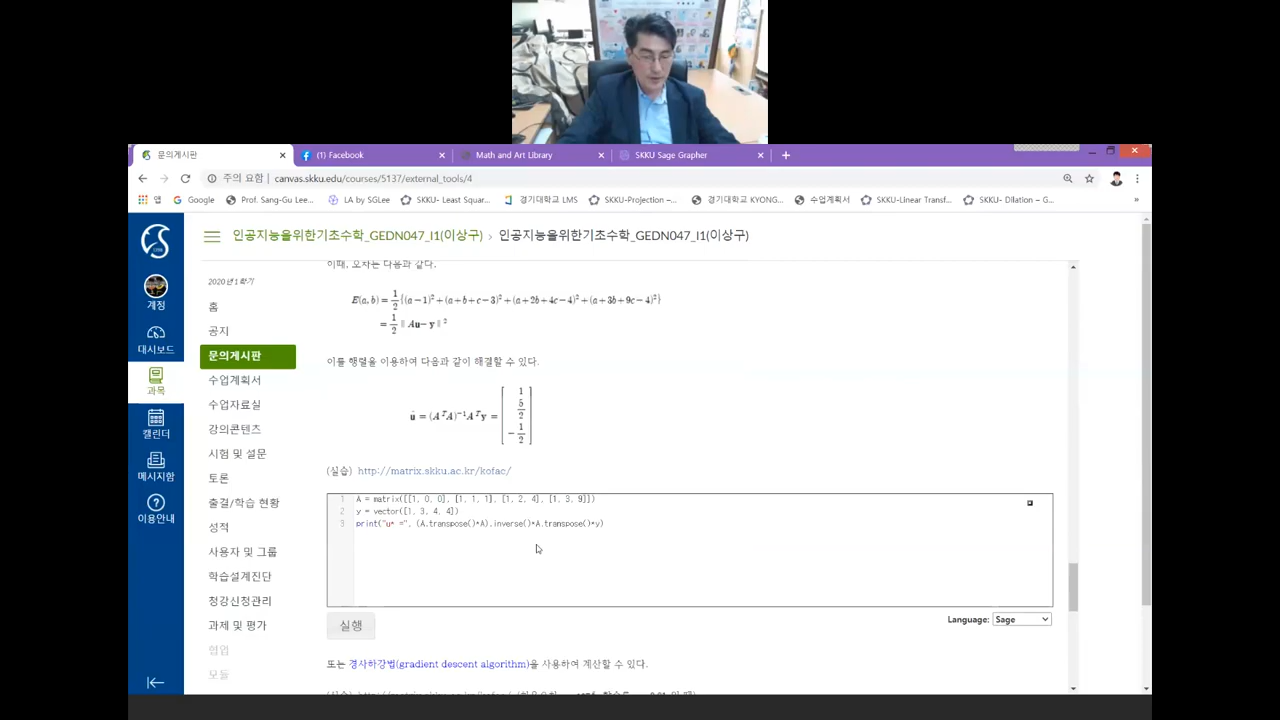 문의게시판
(1) Facebook
Math and Art Library
SKKU Sage Grapher
주의 요함 | canvas.skku.edu/courses/5137/external_tools/4
앱
Google
Prof. Sang-Gu Lee...
LA by SGLee
SKKU- Least Squar...
경기대학교 LMS
SKKU-Projection –...
경기대학교 KYONG...
수업계획서
SKKU-Linear Transf...
SKKU- Dilation – G...
인공지능을위한기초수학_GEDN047_I1(이상구) › 인공지능을위한기초수학_GEDN047_I1(이상구)
계정
대시보드
과목
캘린더
메시지함
이용안내
2020년 1학기
홈
공지
문의게시판
수업계획서
수업자료실
강의콘텐츠
시험 및 설문
토론
출결/학습 현황
성적
사용자 및 그룹
학습설계진단
청강신청관리
과제 및 평가
협업
모듈
이때, 오차는 다음과 같다.
E(a, b) = 1/2 {(a−1)² + (a+b+c−3)² + (a+2b+4c−4)² + (a+3b+9c−4)²}
= 1/2 ‖ Au − y ‖ ²
이를 행렬을 이용하여 다음과 같이 해결할 수 있다.
û = (AᵀA)⁻¹Aᵀy = [1 5/2 −1/2]
(실습) http://matrix.skku.ac.kr/kofac/
1 A = matrix([[1, 0, 0], [1, 1, 1], [1, 2, 4], [1, 3, 9]])
2 y = vector([1, 3, 4, 4])
3 print("u* =", (A.transpose()*A).inverse()*A.transpose()*y)
실행
Language: Sage
또는 경사하강법(gradient descent algorithm)을 사용하여 계산할 수 있다.